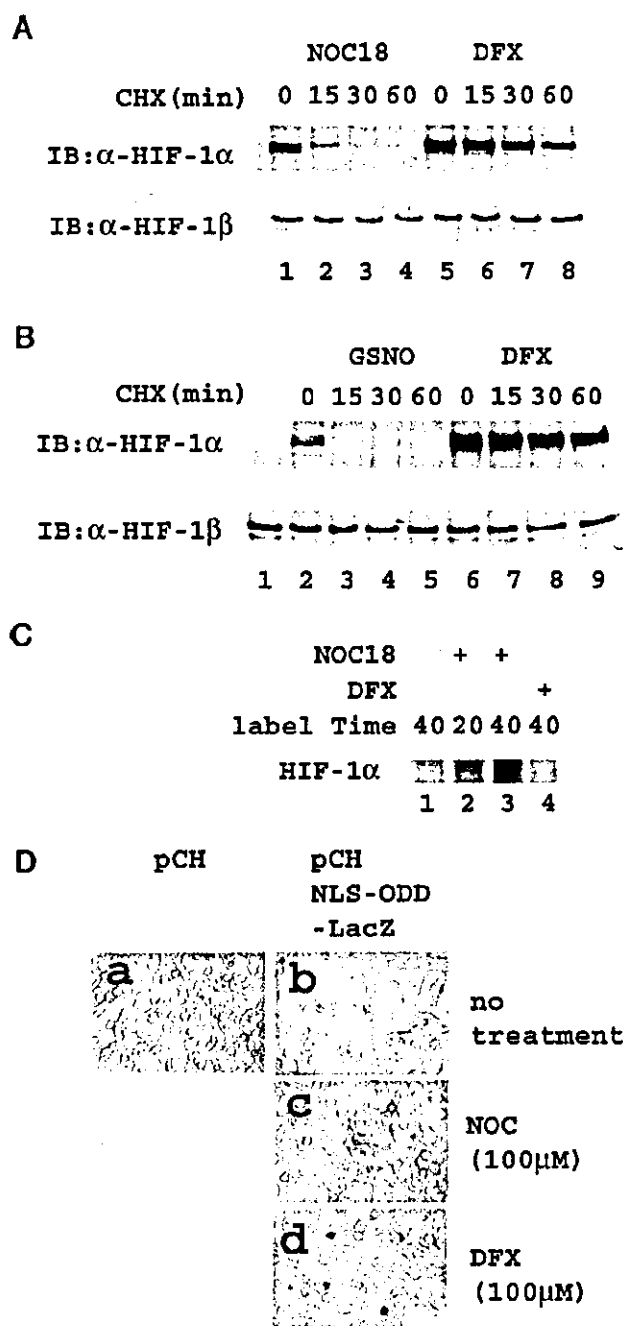 A
NOC18 DFX
CHX(min) 0 15 30 60 0 15 30 60
IB:α-HIF-1α
IB:α-HIF-1β
1 2 3 4 5 6 7 8
B
GSNO DFX
CHX(min) 0 15 30 60 0 15 30 60
IB:α-HIF-1α
IB:α-HIF-1β
1 2 3 4 5 6 7 8 9
C
NOC18 + +
DFX +
label Time 40 20 40 40
HIF-1α
1 2 3 4
D
pCH pCH
NLS-ODD
-LacZ
a b no
treatment
c NOC
(100μM)
d DFX
(100μM)